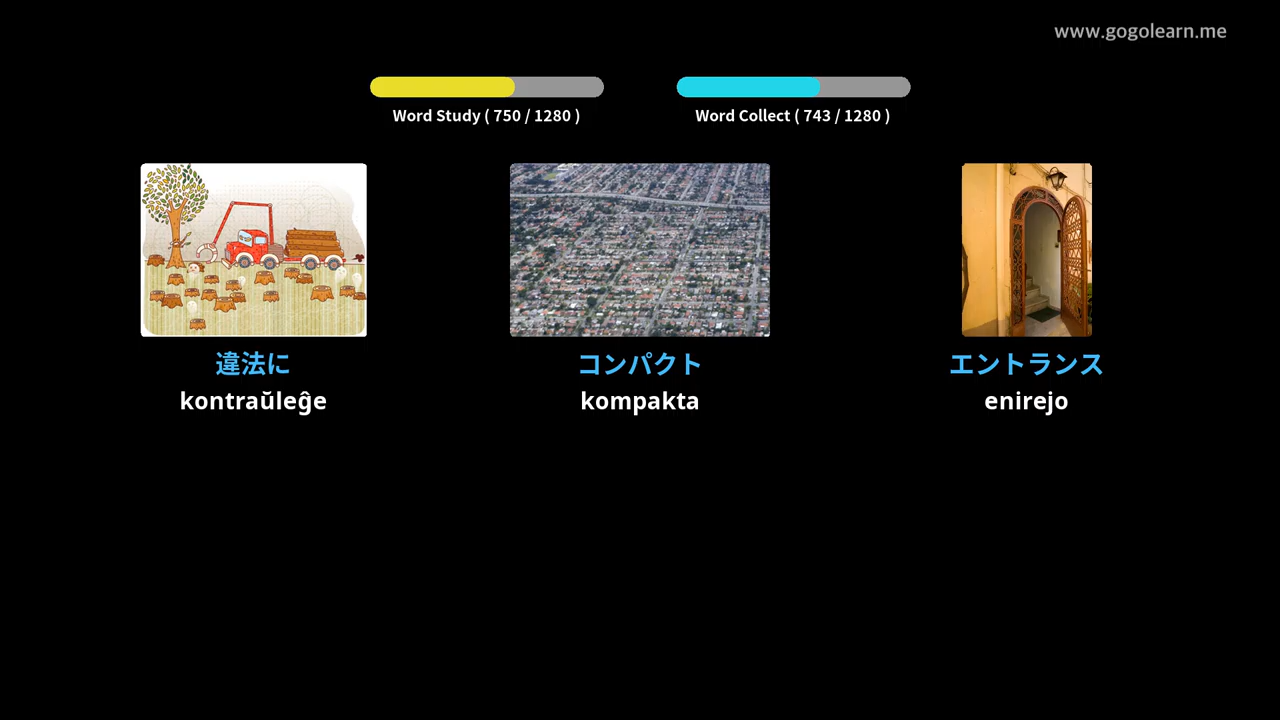 www.gogolearn.me
Word Study ( 750 / 1280 )
Word Collect ( 743 / 1280 )
違法に
コンパクト
エントランス
kontraŭleĝe
kompakta
enirejo